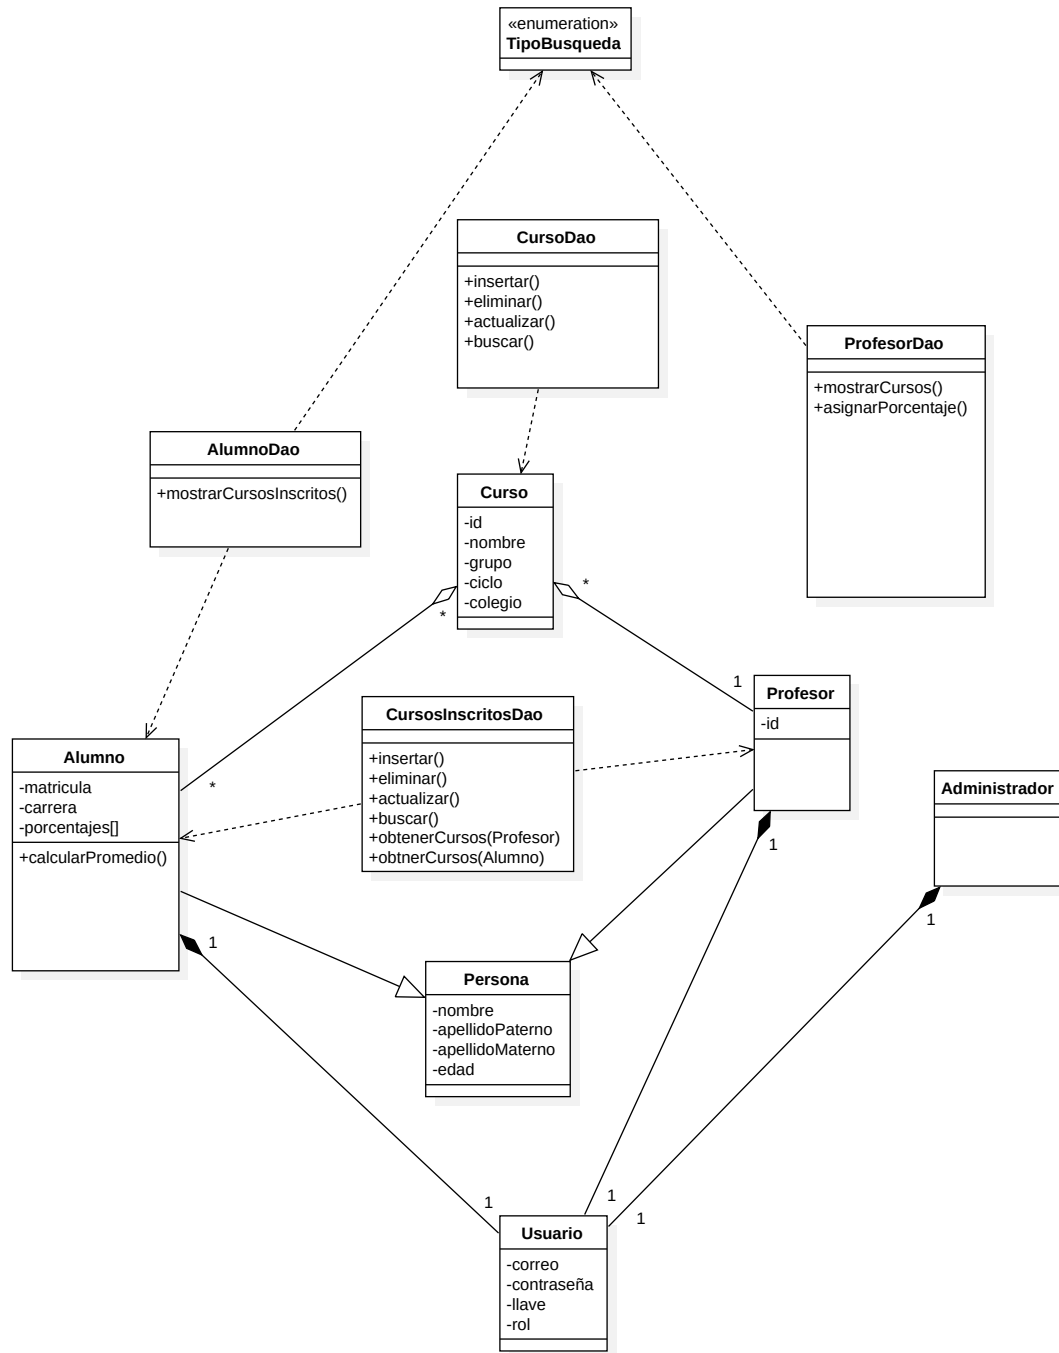 «enumeration»
TipoBusqueda
CursoDao
+insertar()
+eliminar()
+actualizar()
+buscar()
ProfesorDao
+mostrarCursos()
+asignarPorcentaje()
AlumnoDao
+mostrarCursosInscritos()
Curso
-id
-nombre
-grupo
-ciclo
-colegio
*
*
1
*
Profesor
-id
CursosInscritosDao
+insertar()
+eliminar()
+actualizar()
+buscar()
+obtenerCursos(Profesor)
+obtnerCursos(Alumno)
Alumno
-matricula
-carrera
-porcentajes[]
+calcularPromedio()
Administrador
1
1
1
Persona
-nombre
-apellidoPaterno
-apellidoMaterno
-edad
1
1
1
Usuario
-correo
-contraseña
-llave
-rol